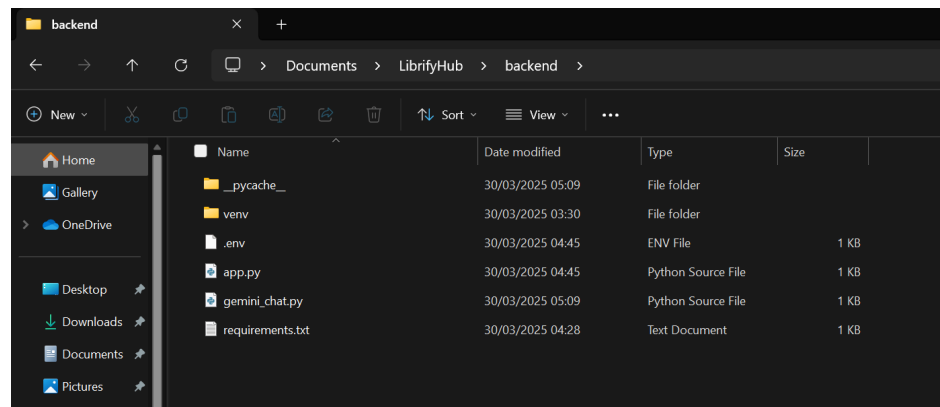 backend
Documents > LibrifyHub > backend >
New Sort View
Home
Gallery
OneDrive
Desktop
Downloads
Documents
Pictures
Name Date modified Type Size
__pycache__ 30/03/2025 05:09 File folder
venv 30/03/2025 03:30 File folder
.env 30/03/2025 04:45 ENV File 1 KB
app.py 30/03/2025 04:45 Python Source File 1 KB
gemini_chat.py 30/03/2025 05:09 Python Source File 1 KB
requirements.txt 30/03/2025 04:28 Text Document 1 KB